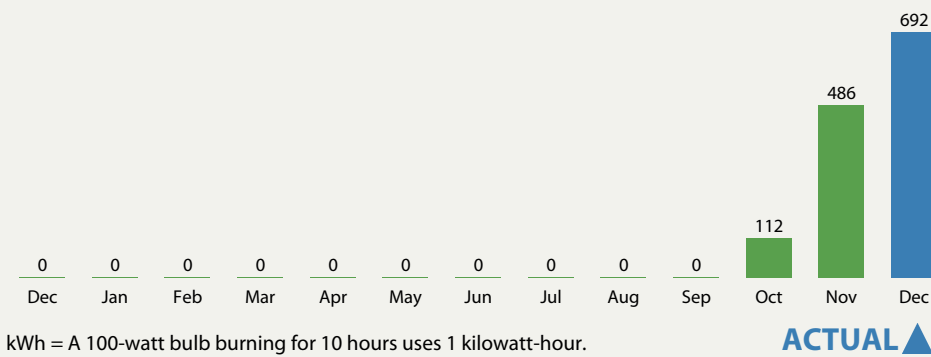 692
486
112
0 0 0 0 0 0 0 0 0 0
Dec Jan Feb Mar Apr May Jun Jul Aug Sep Oct Nov Dec
kWh = A 100-watt bulb burning for 10 hours uses 1 kilowatt-hour.
ACTUAL